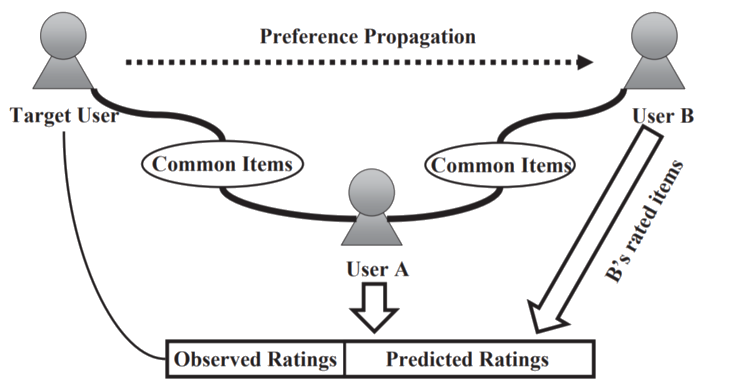 Preference Propagation
Target User
User B
Common Items
Common Items
B's rated items
User A
Observed Ratings
Predicted Ratings